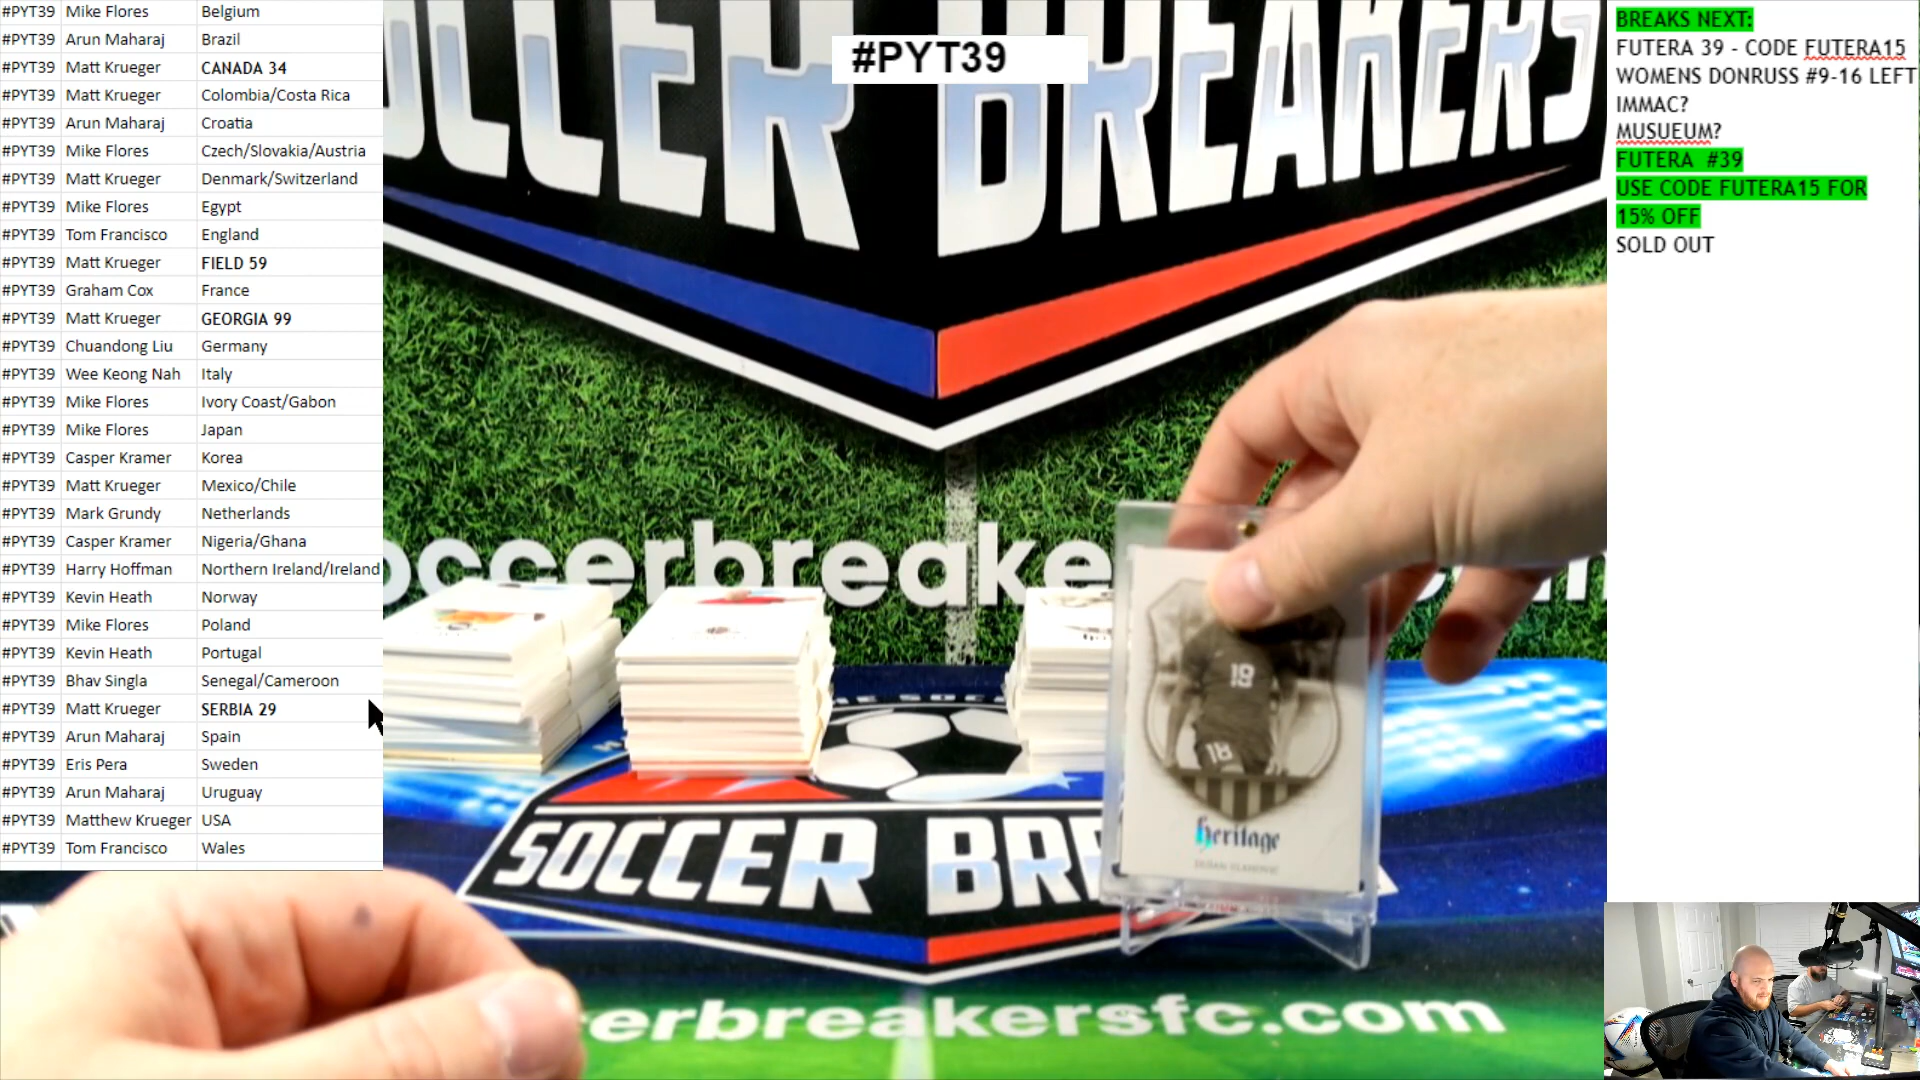 #PYT39 Mike Flores Belgium
#PYT39 Arun Maharaj Brazil
#PYT39 Matt Krueger CANADA 34
#PYT39 Matt Krueger Colombia/Costa Rica
#PYT39 Arun Maharaj Croatia
#PYT39 Mike Flores Czech/Slovakia/Austria
#PYT39 Matt Krueger Denmark/Switzerland
#PYT39 Mike Flores Egypt
#PYT39 Tom Francisco England
#PYT39 Matt Krueger FIELD 59
#PYT39 Graham Cox France
#PYT39 Matt Krueger GEORGIA 99
#PYT39 Chuandong Liu Germany
#PYT39 Wee Keong Nah Italy
#PYT39 Mike Flores Ivory Coast/Gabon
#PYT39 Mike Flores Japan
#PYT39 Casper Kramer Korea
#PYT39 Matt Krueger Mexico/Chile
#PYT39 Mark Grundy Netherlands
#PYT39 Casper Kramer Nigeria/Ghana
#PYT39 Harry Hoffman Northern Ireland/Ireland
#PYT39 Kevin Heath Norway
#PYT39 Mike Flores Poland
#PYT39 Kevin Heath Portugal
#PYT39 Bhav Singla Senegal/Cameroon
#PYT39 Matt Krueger SERBIA 29
#PYT39 Arun Maharaj Spain
#PYT39 Eris Pera Sweden
#PYT39 Arun Maharaj Uruguay
#PYT39 Matthew Krueger USA
#PYT39 Tom Francisco Wales
#PYT39
OCCER BREAKERS
occerbreake
19
18
Heritage
SOCCER BRE
erbreakersfc.com
BREAKS NEXT:
FUTERA 39 - CODE FUTERA15
WOMENS DONRUSS #9-16 LEFT
IMMAC?
MUSUEUM?
FUTERA #39
USE CODE FUTERA15 FOR
15% OFF
SOLD OUT